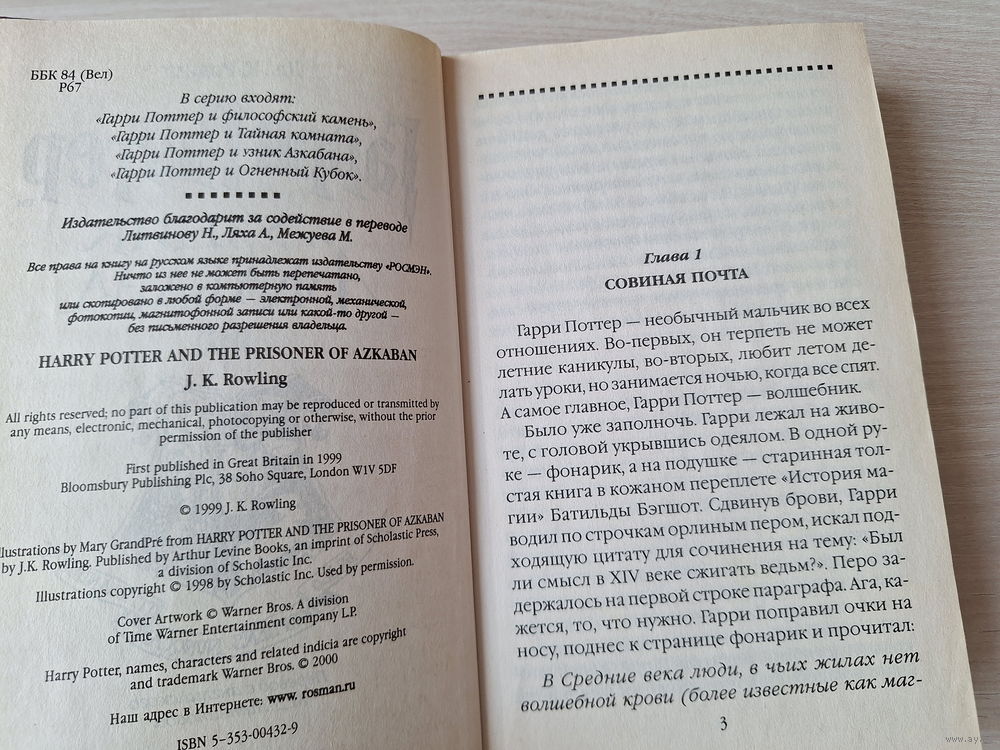 ББК 84 (Вел)
Р67
В серию входят:
«Гарри Поттер и философский камень»,
«Гарри Поттер и Тайная комната»,
«Гарри Поттер и узник Азкабана»,
«Гарри Поттер и Огненный Кубок».
Издательство благодарит за содействие в переводе
Литвинову Н., Ляха А., Межуева М.
Все права на книгу на русском языке принадлежат издательству «РОСМЭН».
Ничто из нее не может быть перепечатано,
заложено в компьютерную память
или скопировано в любой форме — электронной, механической,
фотокопии, магнитофонной записи или какой-то другой —
без письменного разрешения владельца.
HARRY POTTER AND THE PRISONER OF AZKABAN
J. K. Rowling
All rights reserved; no part of this publication may be reproduced or transmitted by
any means, electronic, mechanical, photocopying or otherwise, without the prior
permission of the publisher
First published in Great Britain in 1999
Bloomsbury Publishing Plc, 38 Soho Square, London W1V 5DF
© 1999 J. K. Rowling
llustrations by Mary GrandPré from HARRY POTTER AND THE PRISONER OF AZKABAN
by J.K. Rowling. Published by Arthur Levine Books, an imprint of Scholastic Press,
a division of Scholastic Inc.
Illustrations copyright © 1998 by Scholastic Inc. Used by permission.
Cover Artwork © Warner Bros. A division
of Time Warner Entertainment company L.P.
Harry Potter, names, characters and related indicia are copyright
and trademark Warner Bros. © 2000
Наш адрес в Интернете: www. rosman.ru
ISBN 5-353-00432-9
Глава 1
СОВИНАЯ ПОЧТА
Гарри Поттер — необычный мальчик во всех
отношениях. Во-первых, он терпеть не может
летние каникулы, во-вторых, любит летом де-
лать уроки, но занимается ночью, когда все спят.
А самое главное, Гарри Поттер — волшебник.
Было уже заполночь. Гарри лежал на живо-
те, с головой укрывшись одеялом. В одной ру-
ке — фонарик, а на подушке — старинная тол-
стая книга в кожаном переплете «История ма-
гии» Батильды Бэгшот. Сдвинув брови, Гарри
водил по строчкам орлиным пером, искал под-
ходящую цитату для сочинения на тему: «Был
ли смысл в XIV веке сжигать ведьм?». Перо за-
держалось на первой строке параграфа. Ага, ка-
жется, то, что нужно. Гарри поправил очки на
носу, поднес к странице фонарик и прочитал:
В Средние века люди, в чьих жилах нет
волшебной крови (более известные как маг-
3